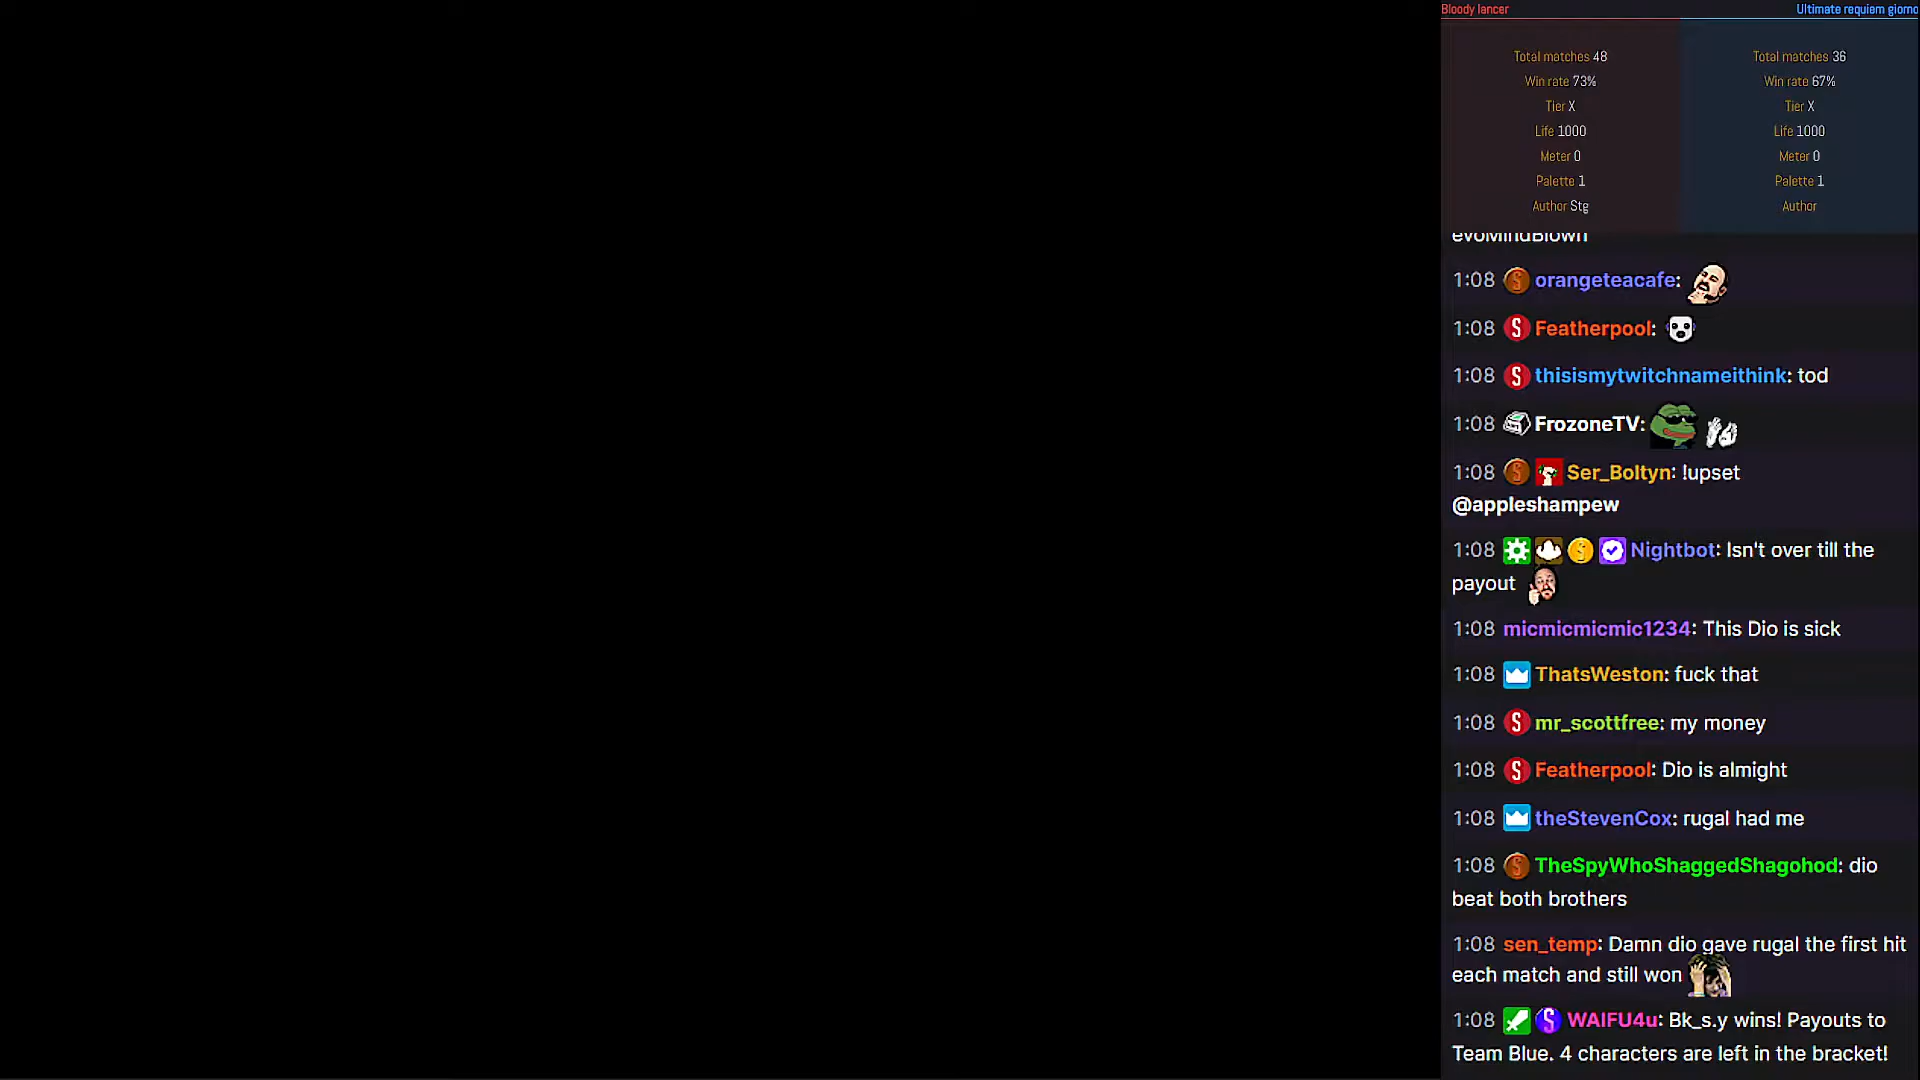 Bloody lancer
Ultimate requiem giorno
Total matches 48
Win rate 73%
Tier X
Life 1000
Meter 0
Palette 1
Author Stg
Total matches 36
Win rate 67%
Tier X
Life 1000
Meter 0
Palette 1
Author
evoMindBlown
1:08 orangeteacafe:
1:08 Featherpool:
1:08 thisismytwitchnameithink: tod
1:08 FrozoneTV:
1:08 Ser_Boltyn: !upset
@appleshampew
1:08 Nightbot: Isn't over till the
payout
1:08 micmicmicmic1234: This Dio is sick
1:08 ThatsWeston: fuck that
1:08 mr_scottfree: my money
1:08 Featherpool: Dio is almight
1:08 theStevenCox: rugal had me
1:08 TheSpyWhoShaggedShagohod: dio
beat both brothers
1:08 sen_temp: Damn dio gave rugal the first hit
each match and still won
1:08 WAIFU4u: Bk_s.y wins! Payouts to
Team Blue. 4 characters are left in the bracket!